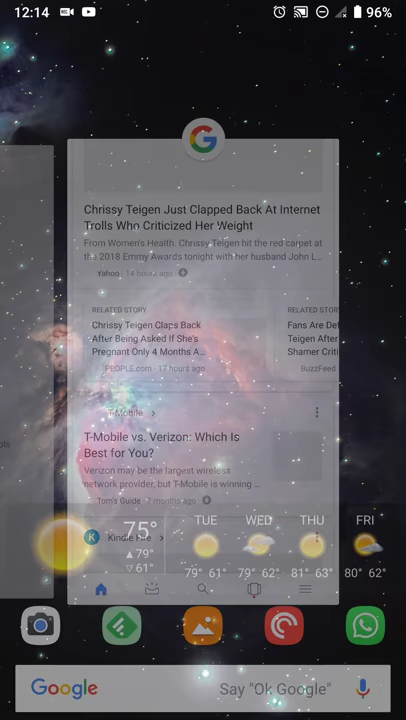 12:14
REC
96%
G
Chrissy Teigen Just Clapped Back At Internet
Trolls Who Criticized Her Weight
From Women's Health. Chrissy Teigen hit the red carpet at
the 2018 Emmy Awards tonight with her husband John L...
Yahoo · 14 hours ago
RELATED STORY
Chrissy Teigen Claps Back
After Being Asked If She's
Pregnant Only 4 Months A...
PEOPLE.com · 17 hours ago
RELATED STOR
Fans Are Def
Teigen After
Shamer Criti
BuzzFeed
T-Mobile
T-Mobile vs. Verizon: Which Is
Best for You?
Verizon may be the largest wireless
network provider, but T-Mobile is winning ...
Tom's Guide · 7 months ago
K Kindle Fire
75°
▲79°
▽61°
TUE WED THU FRI
79° 61° 79° 62° 81° 63° 80° 62°
Google Say "Ok Google"